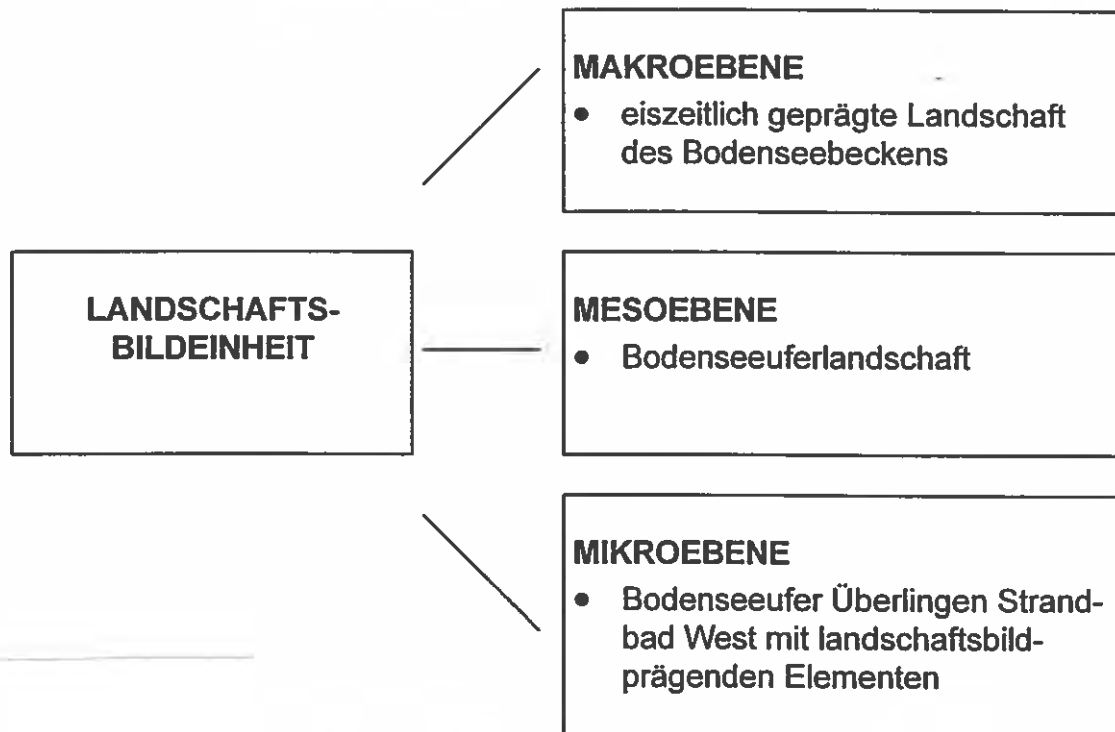 MAKROEBENE
• eiszeitlich geprägte Landschaft
des Bodenseebeckens
LANDSCHAFTS-
BILDEINHEIT
MESOEBENE
• Bodenseeuferlandschaft
MIKROEBENE
• Bodenseeufer Überlingen Strand-
bad West mit landschaftsbild-
prägenden Elementen